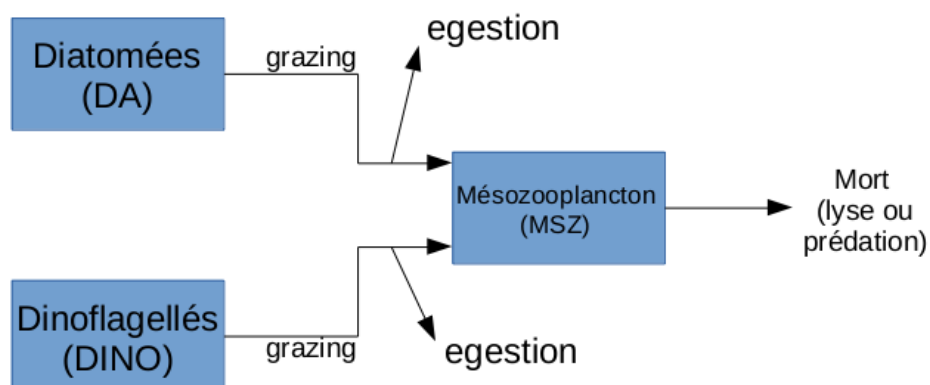 Diatomées
(DA)
grazing
egestion
Mésozooplancton
(MSZ)
Mort
(lyse ou
prédation)
Dinoflagellés
(DINO)
grazing
egestion